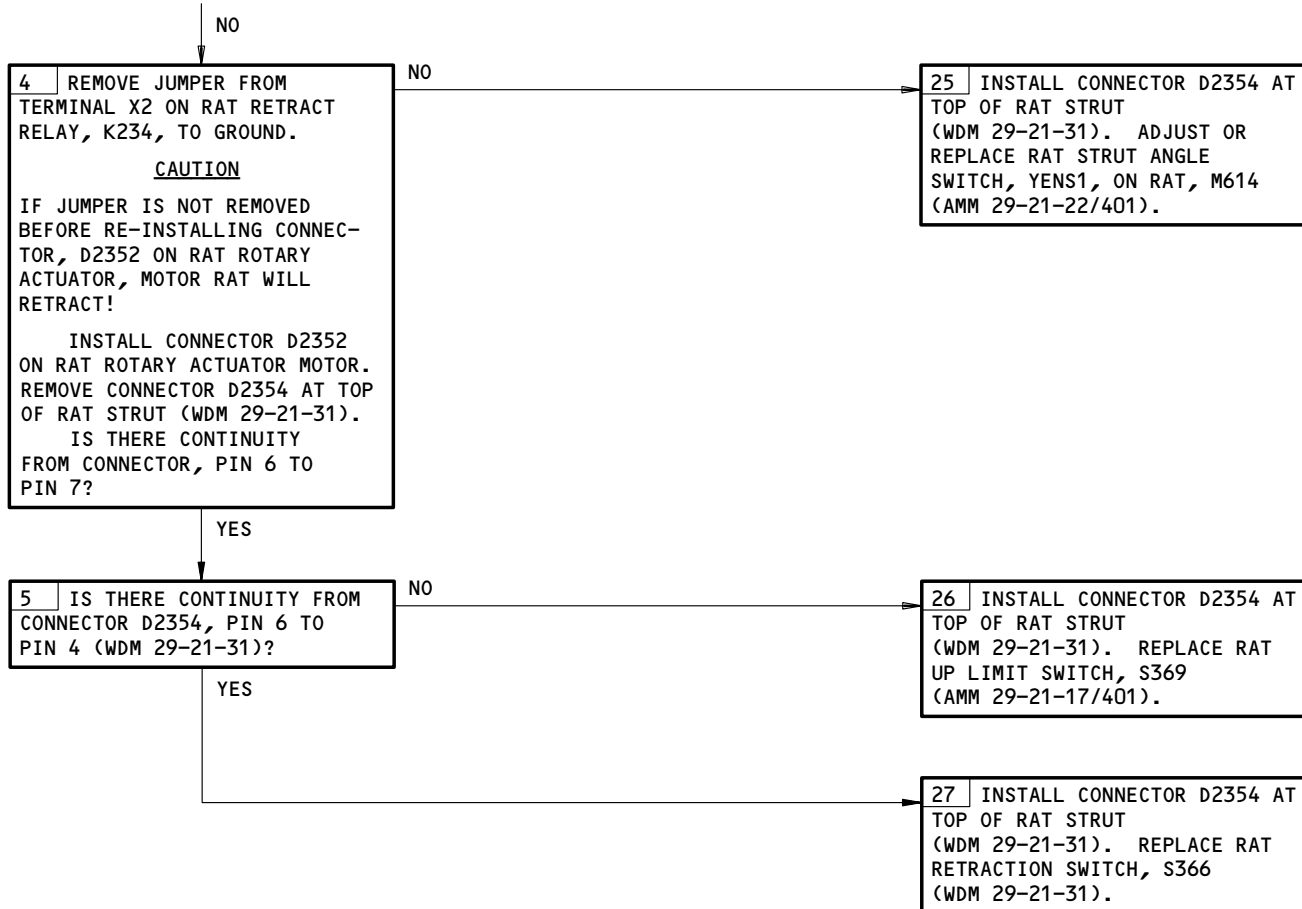 NO
4 REMOVE JUMPER FROM
TERMINAL X2 ON RAT RETRACT
RELAY, K234, TO GROUND.
CAUTION
IF JUMPER IS NOT REMOVED
BEFORE RE-INSTALLING CONNEC-
TOR, D2352 ON RAT ROTARY
ACTUATOR, MOTOR RAT WILL
RETRACT!
INSTALL CONNECTOR D2352
ON RAT ROTARY ACTUATOR MOTOR.
REMOVE CONNECTOR D2354 AT TOP
OF RAT STRUT (WDM 29-21-31).
IS THERE CONTINUITY
FROM CONNECTOR, PIN 6 TO
PIN 7?
NO
25 INSTALL CONNECTOR D2354 AT
TOP OF RAT STRUT
(WDM 29-21-31). ADJUST OR
REPLACE RAT STRUT ANGLE
SWITCH, YENS1, ON RAT, M614
(AMM 29-21-22/401).
YES
5 IS THERE CONTINUITY FROM
CONNECTOR D2354, PIN 6 TO
PIN 4 (WDM 29-21-31)?
NO
26 INSTALL CONNECTOR D2354 AT
TOP OF RAT STRUT
(WDM 29-21-31). REPLACE RAT
UP LIMIT SWITCH, S369
(AMM 29-21-17/401).
YES
27 INSTALL CONNECTOR D2354 AT
TOP OF RAT STRUT
(WDM 29-21-31). REPLACE RAT
RETRACTION SWITCH, S366
(WDM 29-21-31).